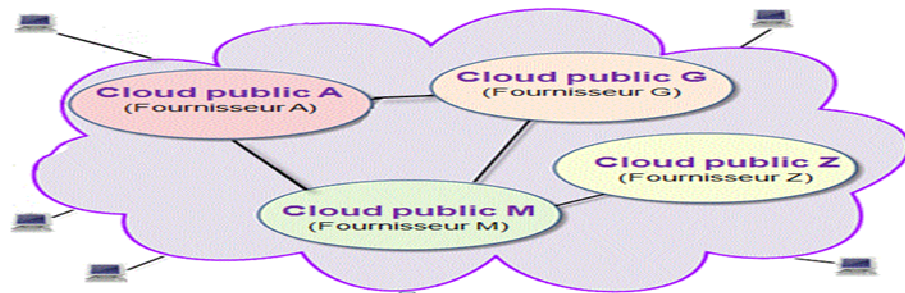 Cloud public A
(Fournisseur A)
Cloud public G
(Fournisseur G)
Cloud public Z
(Fournisseur Z)
Cloud public M
(Fournisseur M)